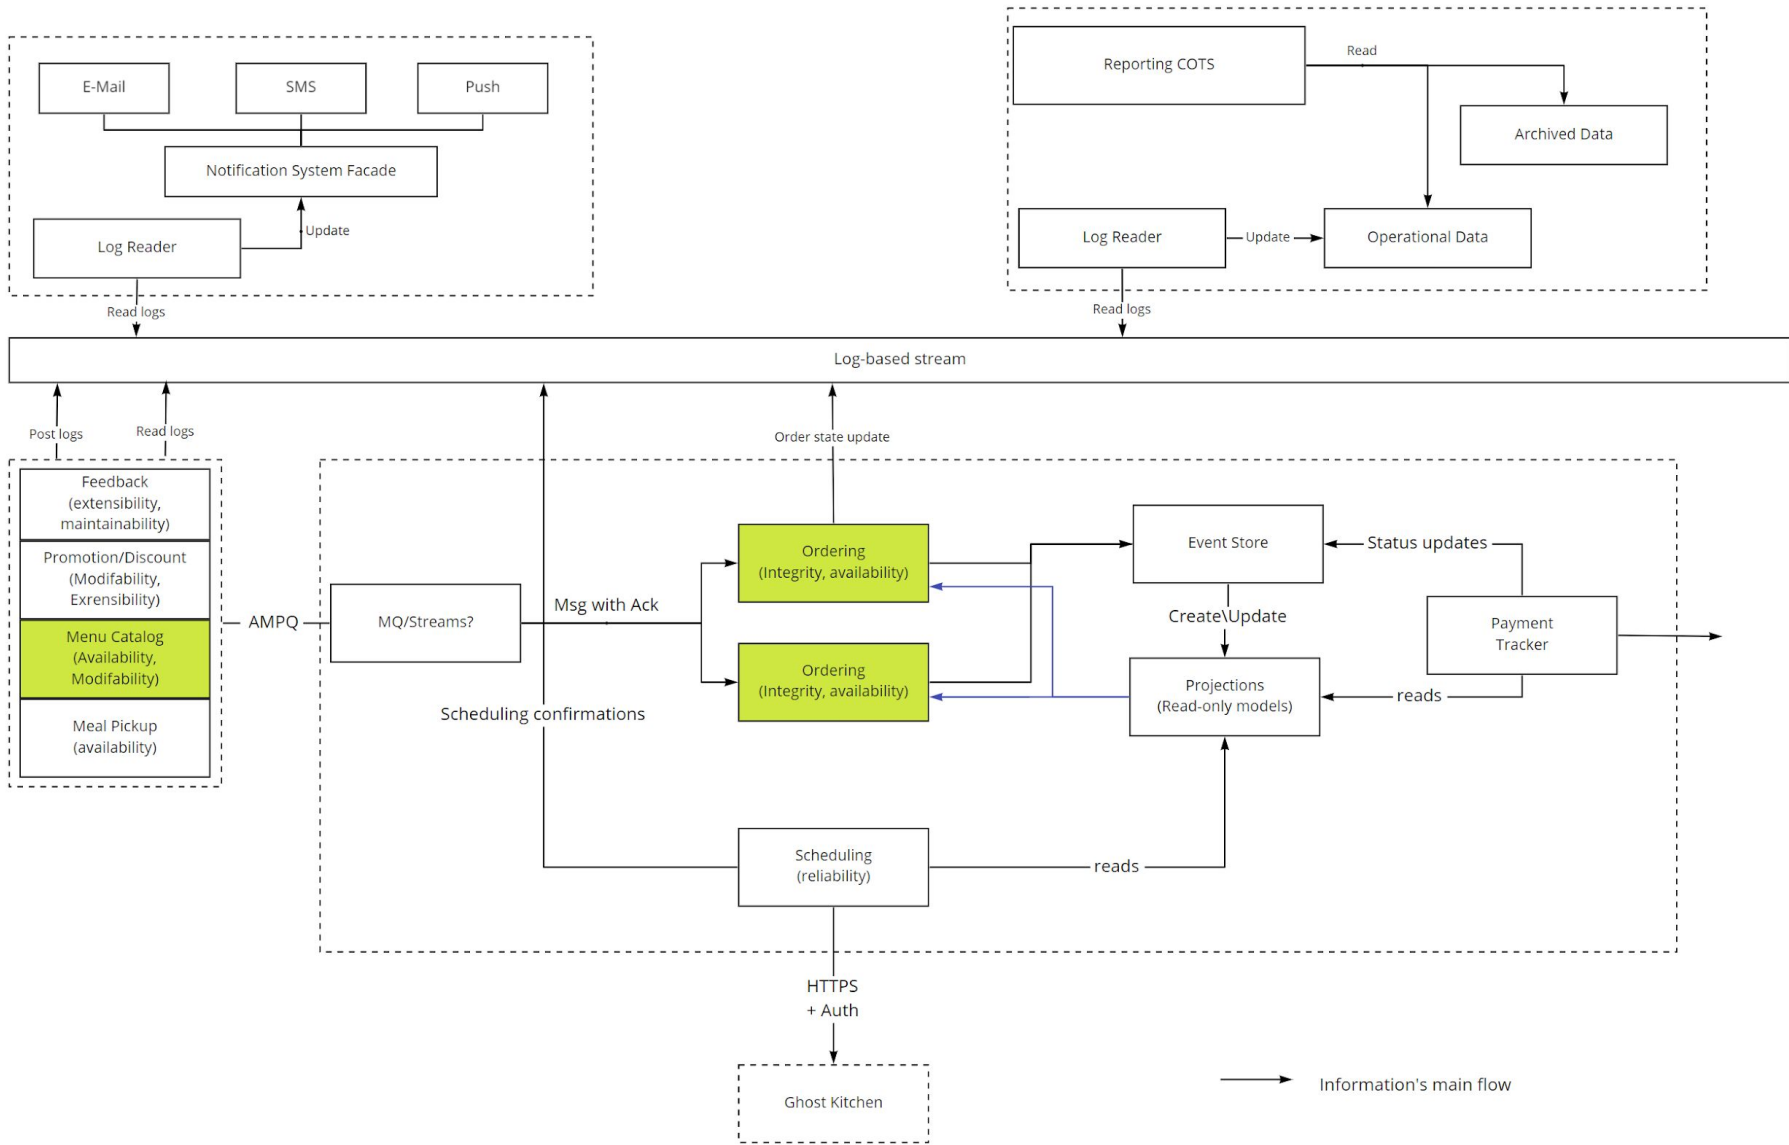 E-Mail
SMS
Push
Notification System Facade
Log Reader
Update
Read logs
Reporting COTS
Read
Archived Data
Log Reader
Update
Operational Data
Read logs
Log-based stream
Post logs
Read logs
Order state update
Feedback
(extensibility,
maintainability)
Promotion/Discount
(Modifability,
Exrensibility)
Menu Catalog
(Availability,
Modifability)
Meal Pickup
(availability)
AMPQ
MQ/Streams?
Msg with Ack
Scheduling confirmations
Ordering
(Integrity, availability)
Ordering
(Integrity, availability)
Event Store
Status updates
Create\Update
Payment
Tracker
Projections
(Read-only models)
reads
Scheduling
(reliability)
reads
HTTPS
+ Auth
Ghost Kitchen
Information's main flow